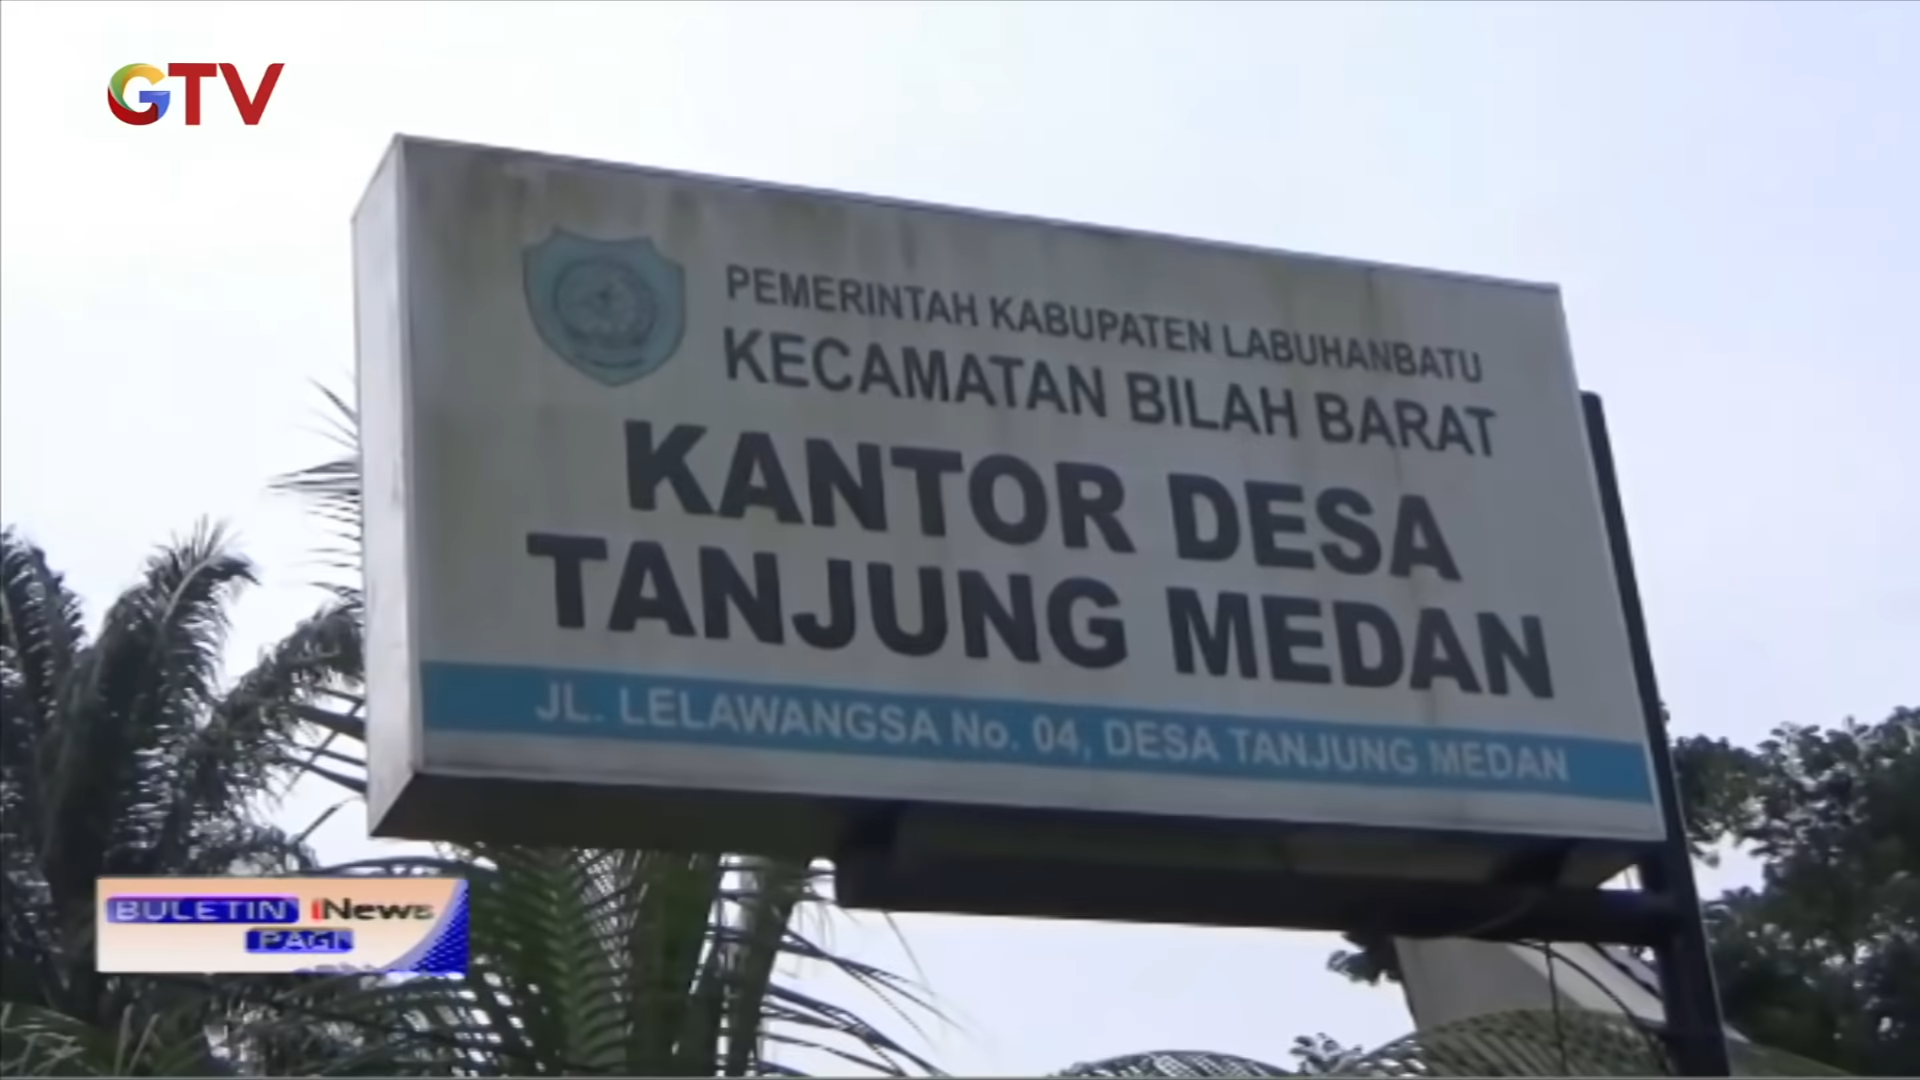 GTV
PEMERINTAH KABUPATEN LABUHANBATU
KECAMATAN BILAH BARAT
KANTOR DESA
TANJUNG MEDAN
JL. LELAWANGSA No. 04, DESA TANJUNG MEDAN
BULETIN iNews
PAGI